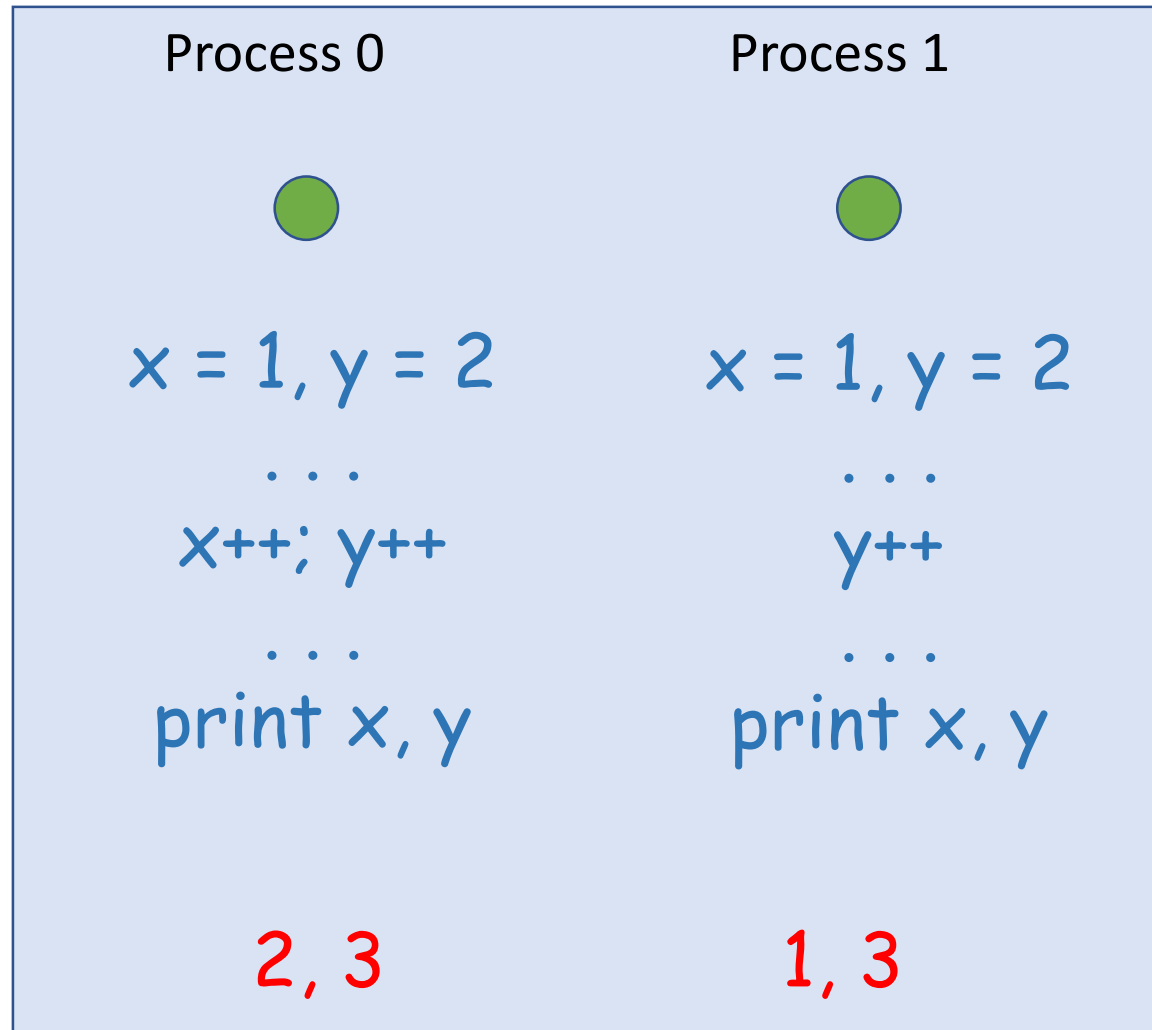 Process 0 Process 1
x = 1, y = 2 x = 1, y = 2
. . . . . .
x++; y++ y++
. . . . . .
print x, y print x, y
2, 3 1, 3